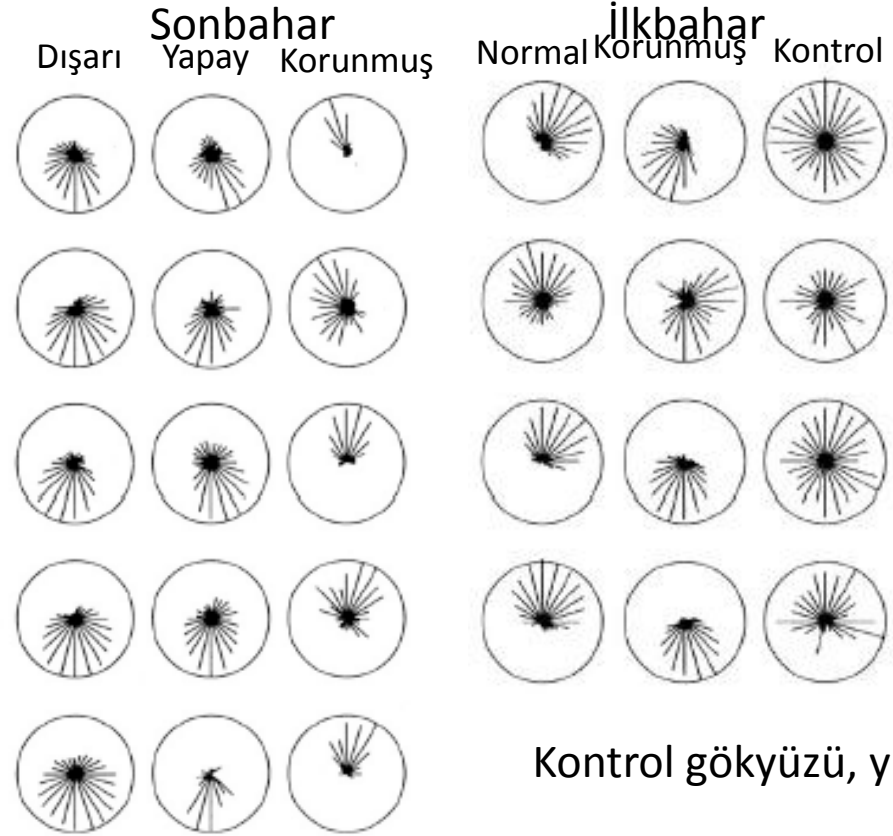 Sonbahar
Dışarı Yapay Korunmuş
İlkbahar
Normal Korunmuş Kontrol
Kontrol gökyüzü, y